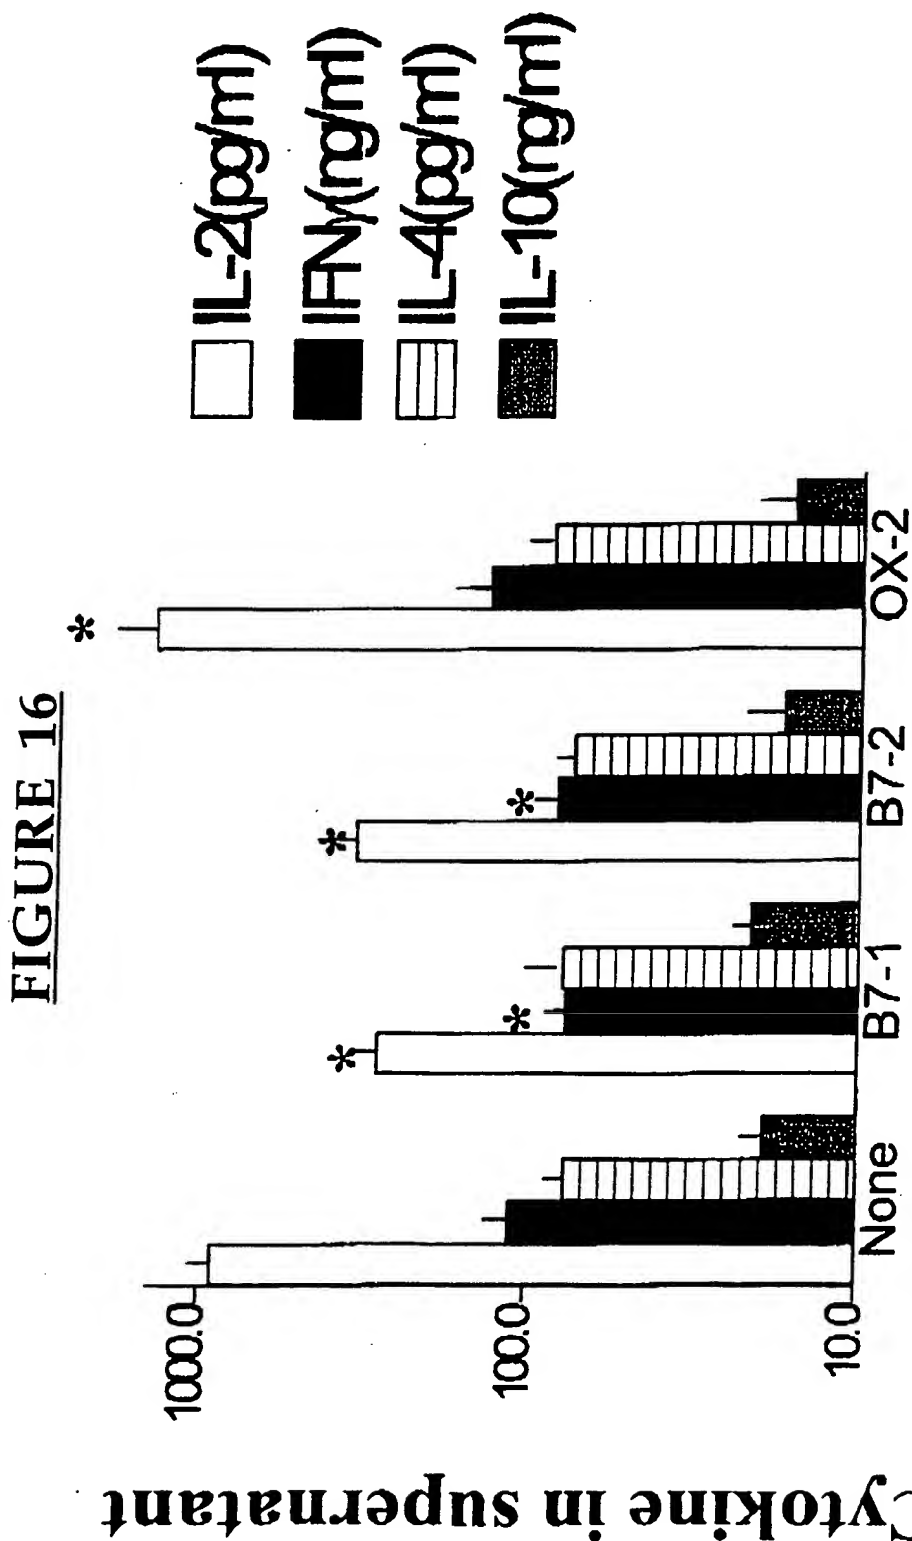 FIGURE 16
Cytokine in supernatant
1000.0
100.0
10.0
*
*
*
*
*
None
B7-1
B7-2
OX-2
IL-2(pg/ml)
IFNγ(ng/ml)
IL-4(pg/ml)
IL-10(ng/ml)